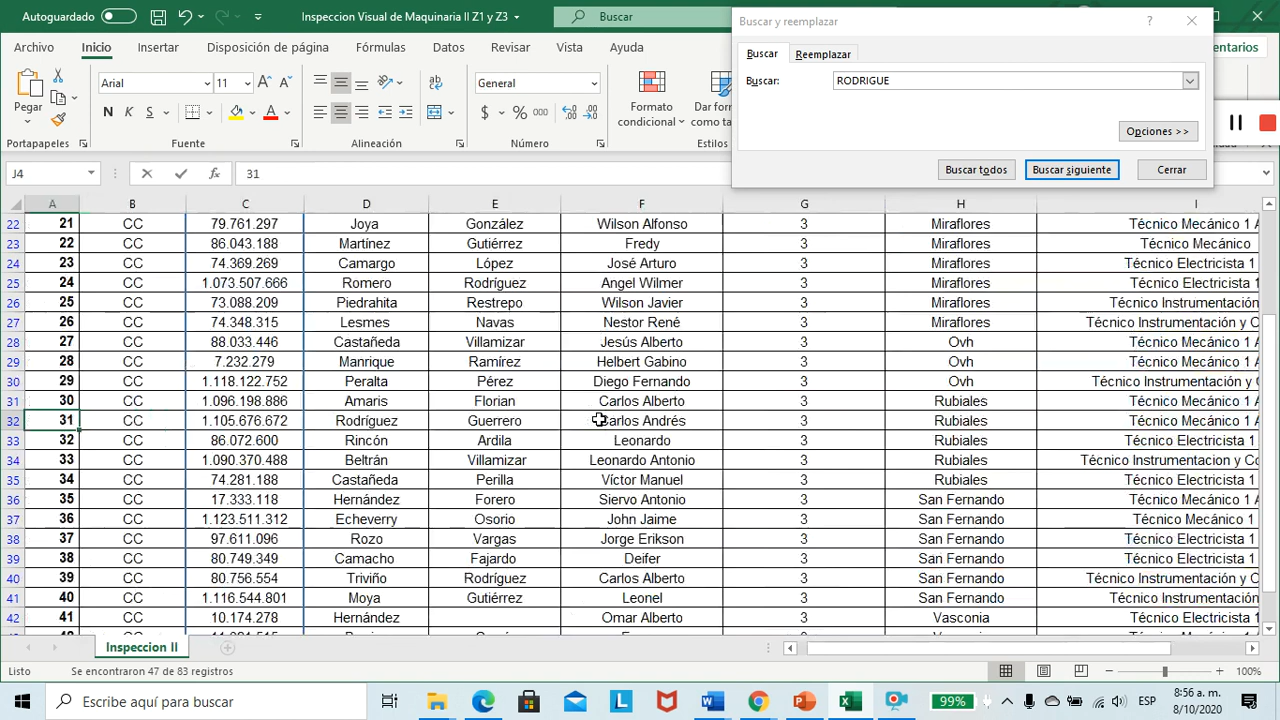 Autoguardado
Inspeccion Visual de Maquinaria II Z1 y Z3
Buscar
Archivo Inicio Insertar Disposición de página Fórmulas Datos Revisar Vista Ayuda
Pegar
Arial 11
N K S
General
$ % 000
Formato condicional
Portapapeles Fuente Alineación Número Estilos
Buscar y reemplazar ? ×
Buscar Reemplazar
Buscar: RODRIGUE
Opciones >>
Buscar todos Buscar siguiente Cerrar
J4 fx 31
A B C D E F G H I
22 21 CC 79.761.297 Joya González Wilson Alfonso 3 Miraflores Técnico Mecánico 1 A
23 22 CC 86.043.188 Martínez Gutiérrez Fredy 3 Miraflores Técnico Mecánico
24 23 CC 74.369.269 Camargo López José Arturo 3 Miraflores Técnico Electricista 1
25 24 CC 1.073.507.666 Romero Rodríguez Angel Wilmer 3 Miraflores Técnico Electricista 1
26 25 CC 73.088.209 Piedrahita Restrepo Wilson Javier 3 Miraflores Técnico Instrumentación
27 26 CC 74.348.315 Lesmes Navas Nestor René 3 Miraflores Técnico Instrumentación y C
28 27 CC 88.033.446 Castañeda Villamizar Jesús Alberto 3 Ovh Técnico Mecánico 1 A
29 28 CC 7.232.279 Manrique Ramírez Helbert Gabino 3 Ovh Técnico Mecánico 1 A
30 29 CC 1.118.122.752 Peralta Pérez Diego Fernando 3 Ovh Técnico Instrumentación y
31 30 CC 1.096.198.886 Amaris Florian Carlos Alberto 3 Rubiales Técnico Mecánico 1 A
32 31 CC 1.105.676.672 Rodríguez Guerrero Carlos Andrés 3 Rubiales Técnico Mecánico 1 A
33 32 CC 86.072.600 Rincón Ardila Leonardo 3 Rubiales Técnico Electricista 1
34 33 CC 1.090.370.488 Beltrán Villamizar Leonardo Antonio 3 Rubiales Técnico Instrumentacion y Co
35 34 CC 74.281.188 Castañeda Perilla Víctor Manuel 3 Rubiales Técnico Mecánico 1 A
36 35 CC 17.333.118 Hernández Forero Siervo Antonio 3 San Fernando Técnico Mecánico 1 A
37 36 CC 1.123.511.312 Echeverry Osorio John Jaime 3 San Fernando Técnico Mecánico 1
38 37 CC 97.611.096 Rozo Vargas Jorge Erikson 3 San Fernando Técnico Electricista 1
39 38 CC 80.749.349 Camacho Fajardo Deifer 3 San Fernando Técnico Electricista 1
40 39 CC 80.756.554 Triviño Rodríguez Carlos Alberto 3 San Fernando Técnico Instrumentación y
41 40 CC 1.116.544.801 Moya Gutiérrez Leonel 3 San Fernando Técnico Mecánico 1 A
42 41 CC 10.174.278 Hernández Omar Alberto 3 Vasconia Técnico Electricista 1
Inspeccion II
Listo Se encontraron 47 de 83 registros 100%
Escribe aquí para buscar
99% ESP 8:56 a. m.
8/10/2020